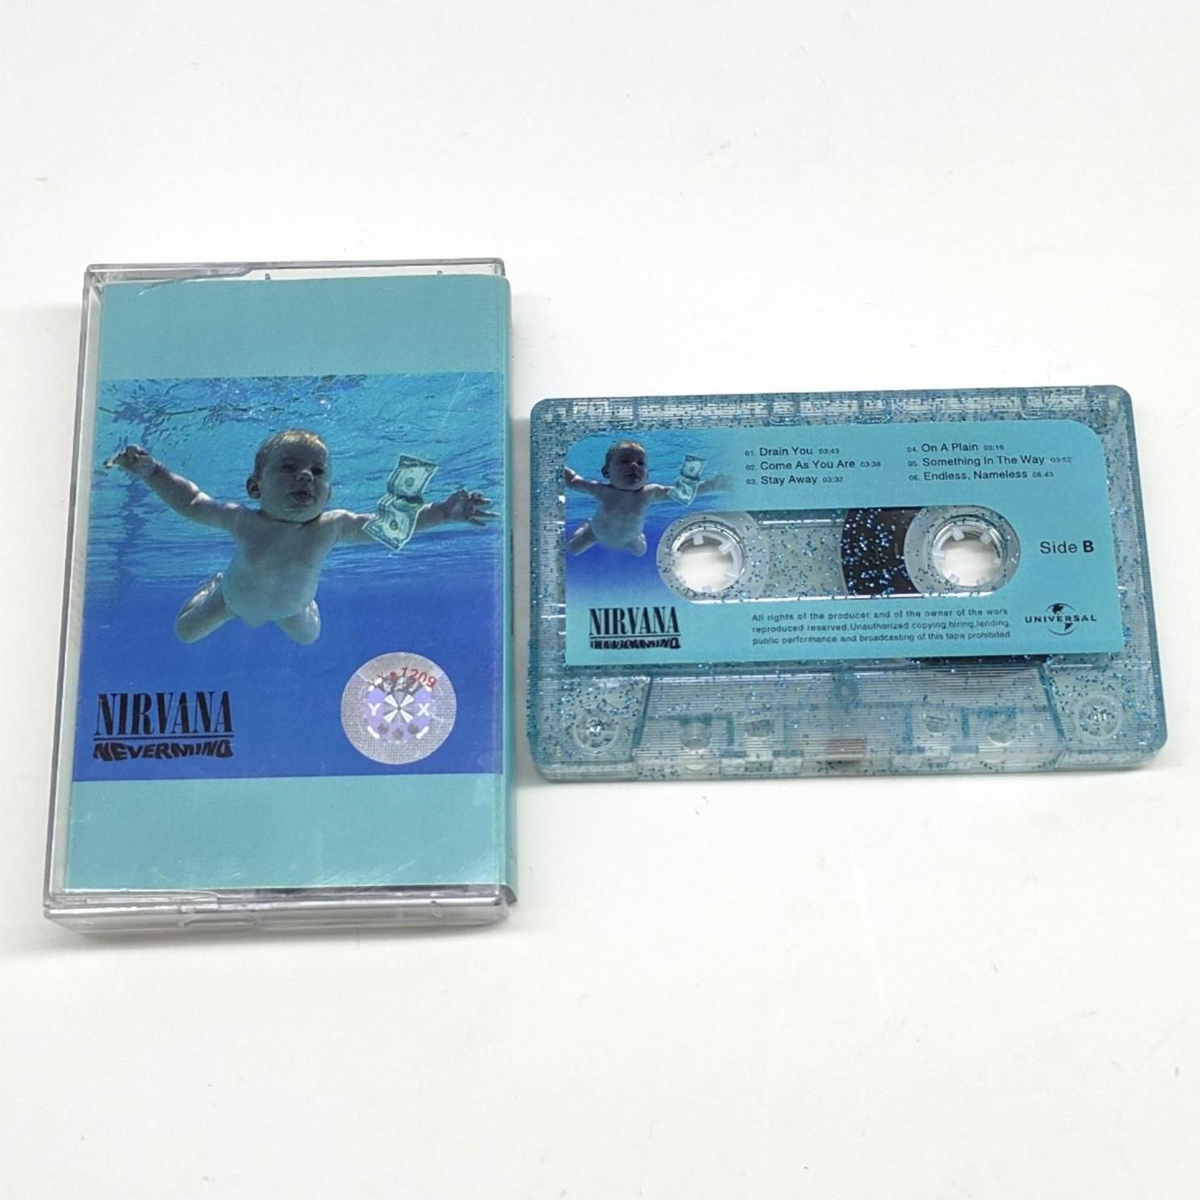 NIRVANA
NEVERMIND
1209
Y X
01. Drain You 03:43
02. Come As You Are 03:38
03. Stay Away 03:32
04. On A Plain 03:16
05. Something In The Way 03:52
06. Endless, Nameless 06:43
Side B
NIRVANA
NEVERMIND
All rights of the producer and of the owner of the work
reproduced reserved.Unauthorized copying,hiring,lending,
public performance and broadcasting of this tape prohibited
UNIVERSAL